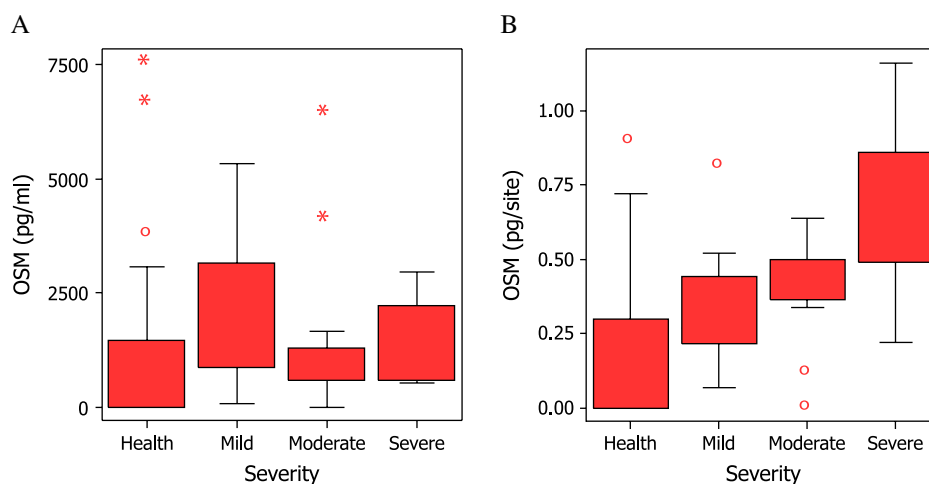 A
OSM (pg/ml)
7500
5000
2500
0
Health Mild Moderate Severe
Severity
B
OSM (pg/site)
1.00
0.75
0.50
0.25
0.00
Health Mild Moderate Severe
Severity